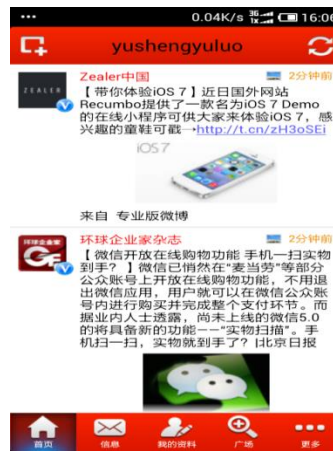 0.04K/s 3G 1X 16:06
yushengyuluo
ZEALER
Zealer中国 2分钟前
【带你体验iOS 7】近日国外网站
Recumbo提供了一款名为iOS 7 Demo
的在线小程序可供大家来体验iOS 7，感
兴趣的童鞋可戳→http://t.cn/zH3oSEi
iOS7
来自 专业版微博
环球企业家
环球企业家杂志 2分钟前
【微信开放在线购物功能 手机一扫实物
到手？】微信已悄然在“麦当劳”等部分
公众账号上开放在线购物功能，不用退
出微信应用，用户就可以在微信公众账
号内进行购买并完成整个支付环节。而
据业内人士透露，尚未上线的微信5.0
的将具备新的功能——“实物扫描”。手
机扫一扫，实物就到手了？|北京日报
首页 信息 我的资料 广场 更多